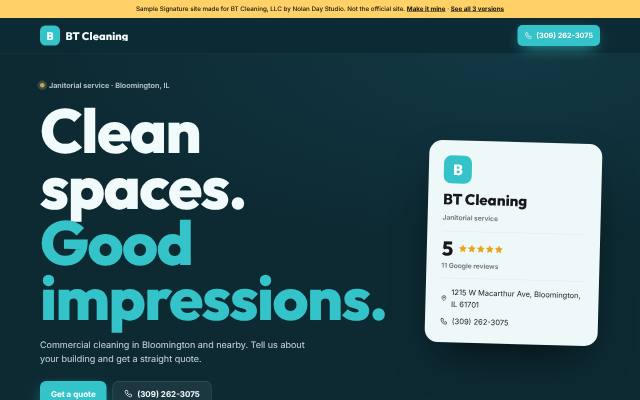 Sample Signature site made for BT Cleaning, LLC by Nolan Day Studio. Not the official site. Make it mine · See all 3 versions
B BT Cleaning
(309) 262-3075
Janitorial service · Bloomington, IL
Clean
spaces.
Good
impressions.
Commercial cleaning in Bloomington and nearby. Tell us about
your building and get a straight quote.
Get a quote
(309) 262-3075
B
BT Cleaning
Janitorial service
5 ★★★★★
11 Google reviews
1215 W Macarthur Ave, Bloomington,
IL 61701
(309) 262-3075